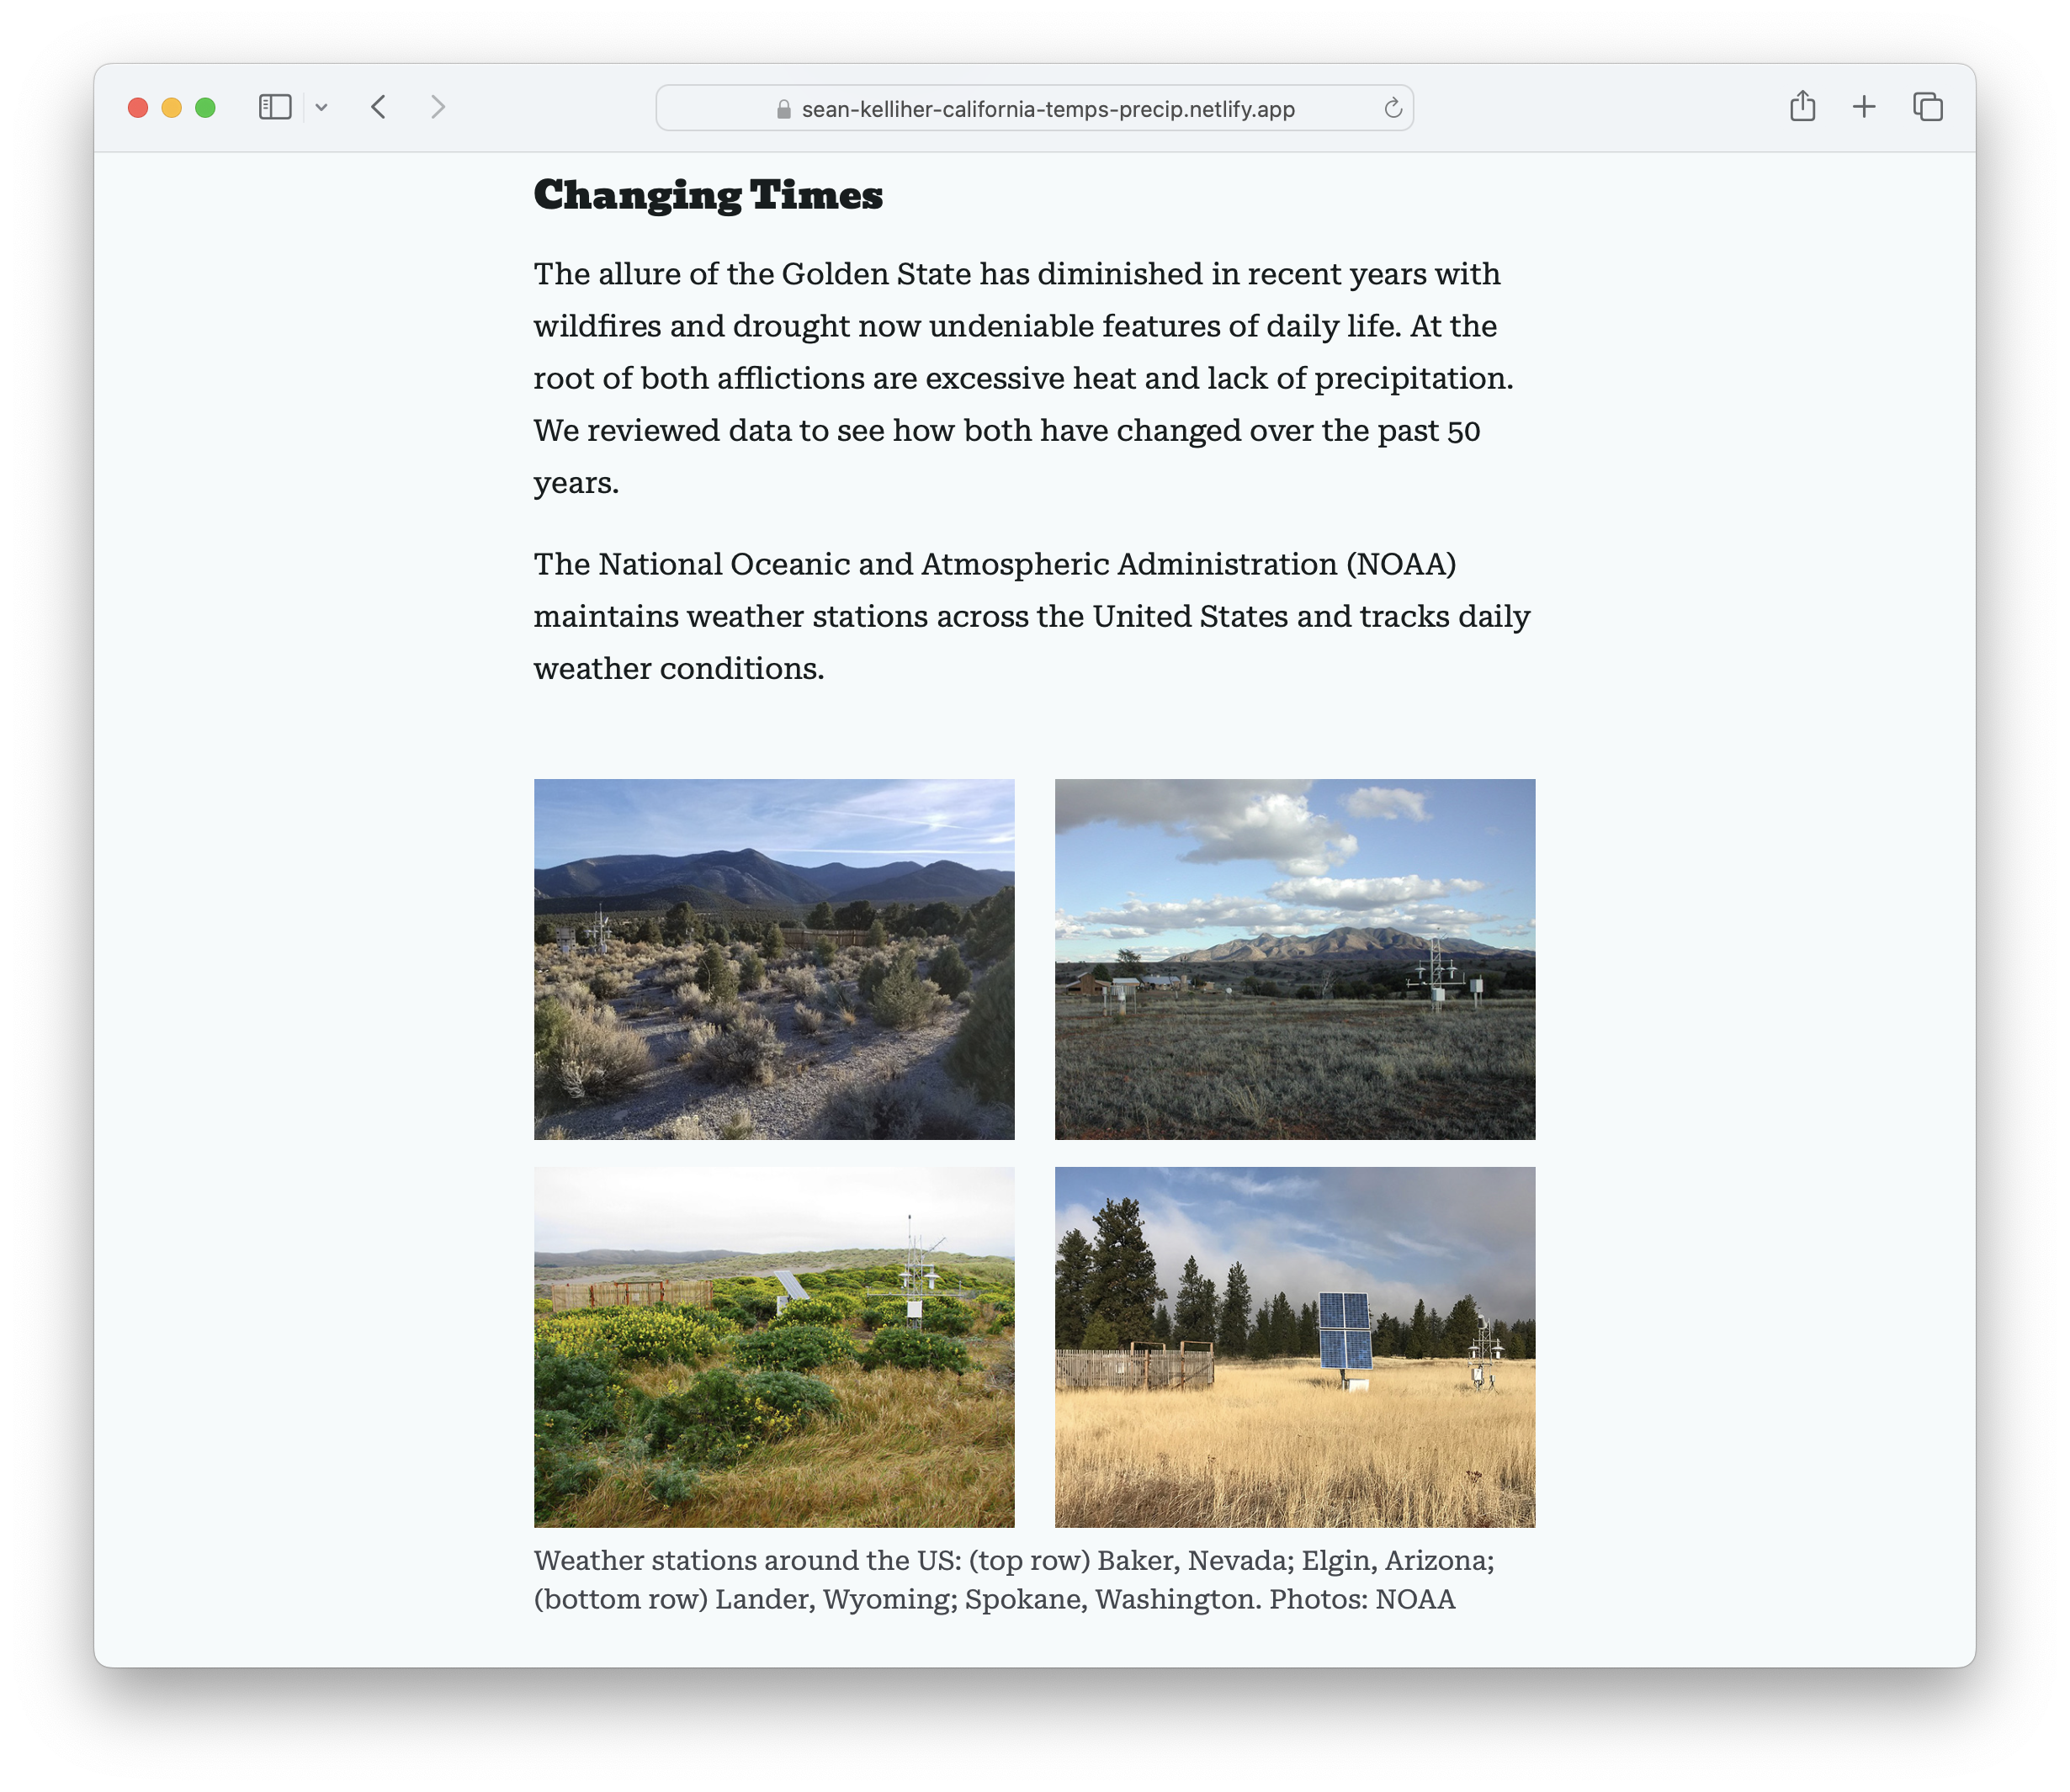 sean-kelliher-california-temps-precip.netlify.app
Changing Times
The allure of the Golden State has diminished in recent years with
wildfires and drought now undeniable features of daily life. At the
root of both afflictions are excessive heat and lack of precipitation.
We reviewed data to see how both have changed over the past 50
years.
The National Oceanic and Atmospheric Administration (NOAA)
maintains weather stations across the United States and tracks daily
weather conditions.
Weather stations around the US: (top row) Baker, Nevada; Elgin, Arizona;
(bottom row) Lander, Wyoming; Spokane, Washington. Photos: NOAA